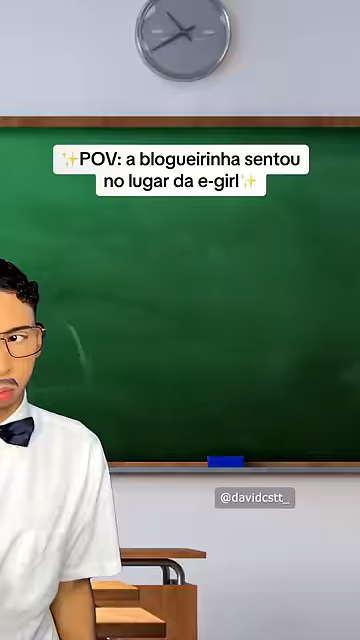 ✨POV: a blogueirinha sentou
no lugar da e-girl✨
@davidcstt_